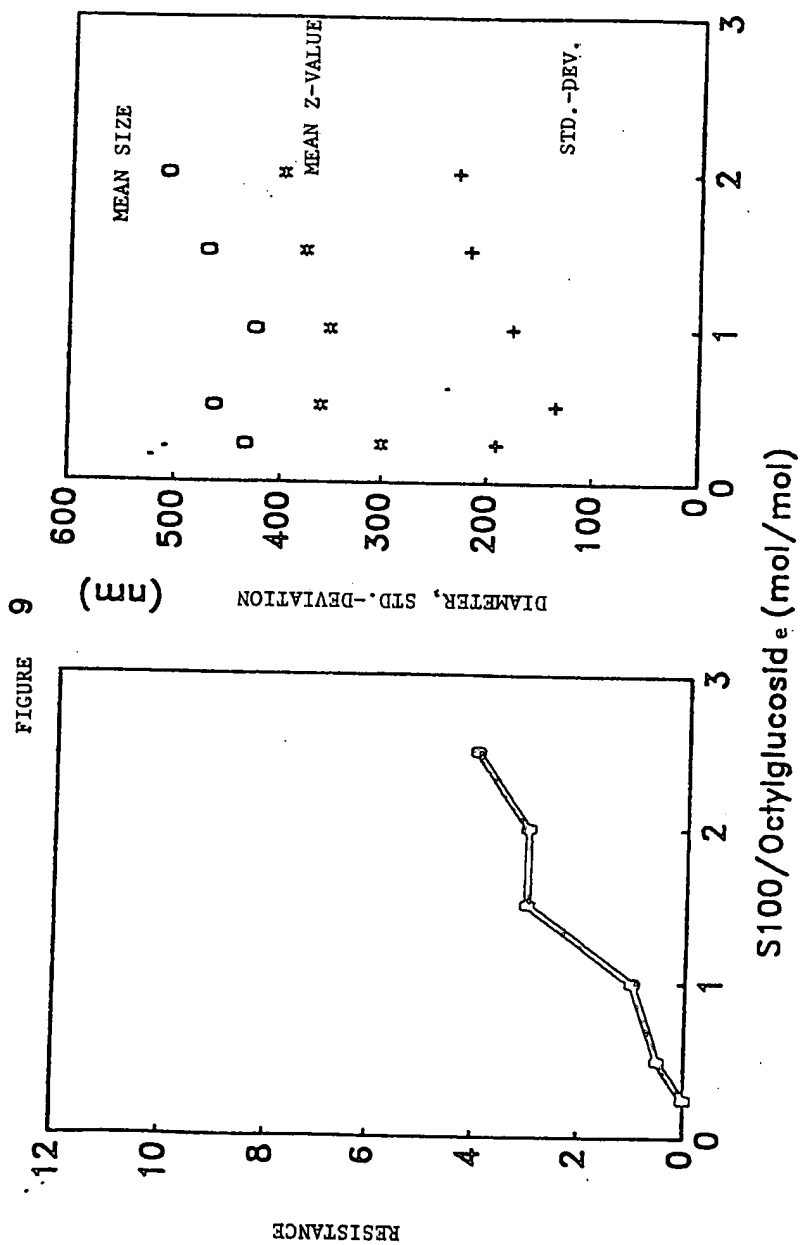 FIGURE 9
RESISTANCE
12
10
8
6
4
2
0
0
1
2
3
DIAMETER, STD.-DEVIATION
(nm)
600
500
400
300
200
100
0
0
1
2
3
MEAN SIZE
MEAN Z-VALUE
STD.-DEV.
S100/Octylglucoside (mol/mol)